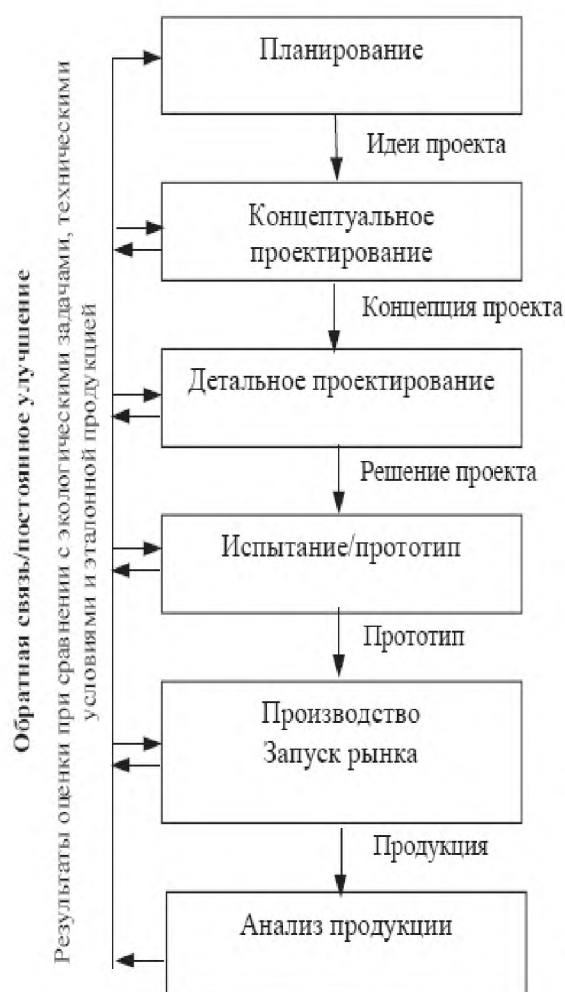 Обратная связь/постоянное улучшение
Результаты оценки при сравнении с экологическими задачами, техническими
условиями и эталонной продукцией
Планирование
Идеи проекта
Концептуальное
проектирование
Концепция проекта
Детальное проектирование
Решение проекта
Испытание/прототип
Прототип
Производство
Запуск рынка
Продукция
Анализ продукции